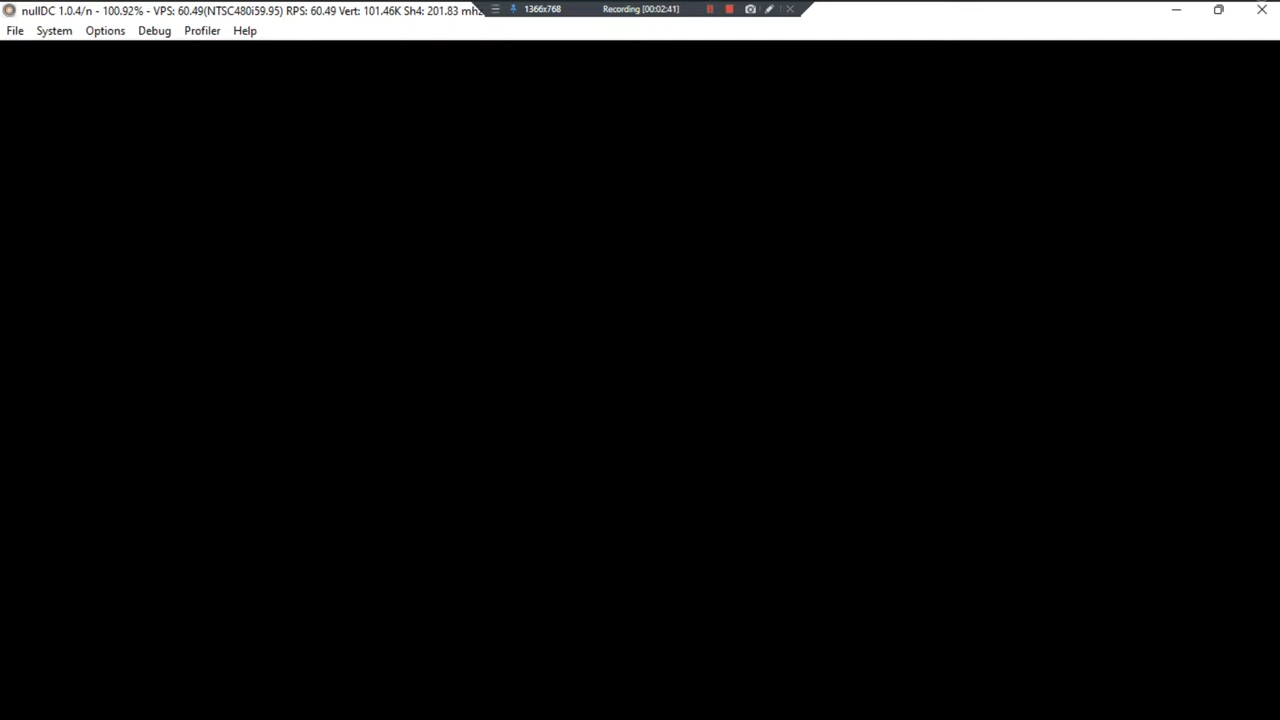 nullDC 1.0.4/n - 100.92% - VPS: 60.49(NTSC480i59.95) RPS: 60.49 Vert: 101.46K Sh4: 201.83 mhz
1366x768 Recording [00:02:41]
File System Options Debug Profiler Help